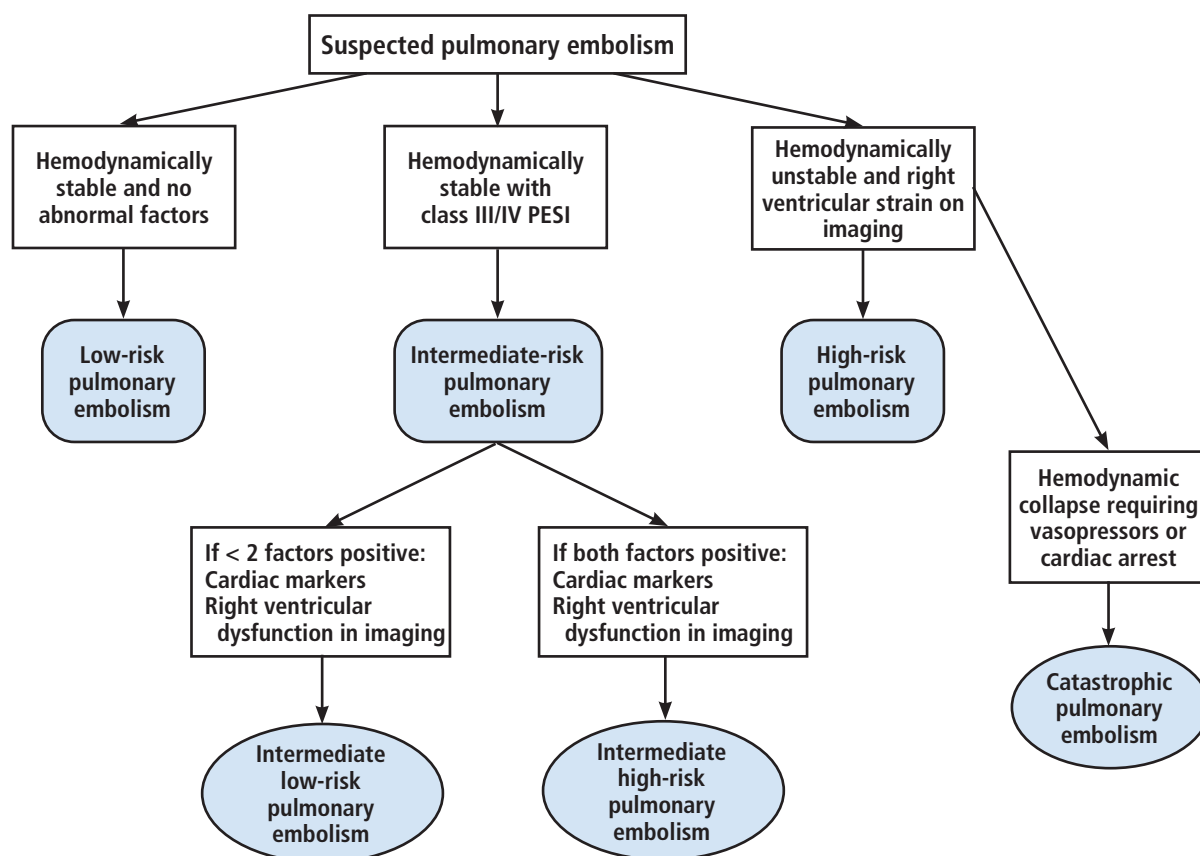 Suspected pulmonary embolism
Hemodynamically
stable and no
abnormal factors
Hemodynamically
stable with
class III/IV PESI
Hemodynamically
unstable and right
ventricular strain on
imaging
Low-risk
pulmonary
embolism
Intermediate-risk
pulmonary
embolism
High-risk
pulmonary
embolism
Hemodynamic
collapse requiring
vasopressors or
cardiac arrest
If < 2 factors positive:
Cardiac markers
Right ventricular
dysfunction in imaging
If both factors positive:
Cardiac markers
Right ventricular
dysfunction in imaging
Catastrophic
pulmonary
embolism
Intermediate
low-risk
pulmonary
embolism
Intermediate
high-risk
pulmonary
embolism